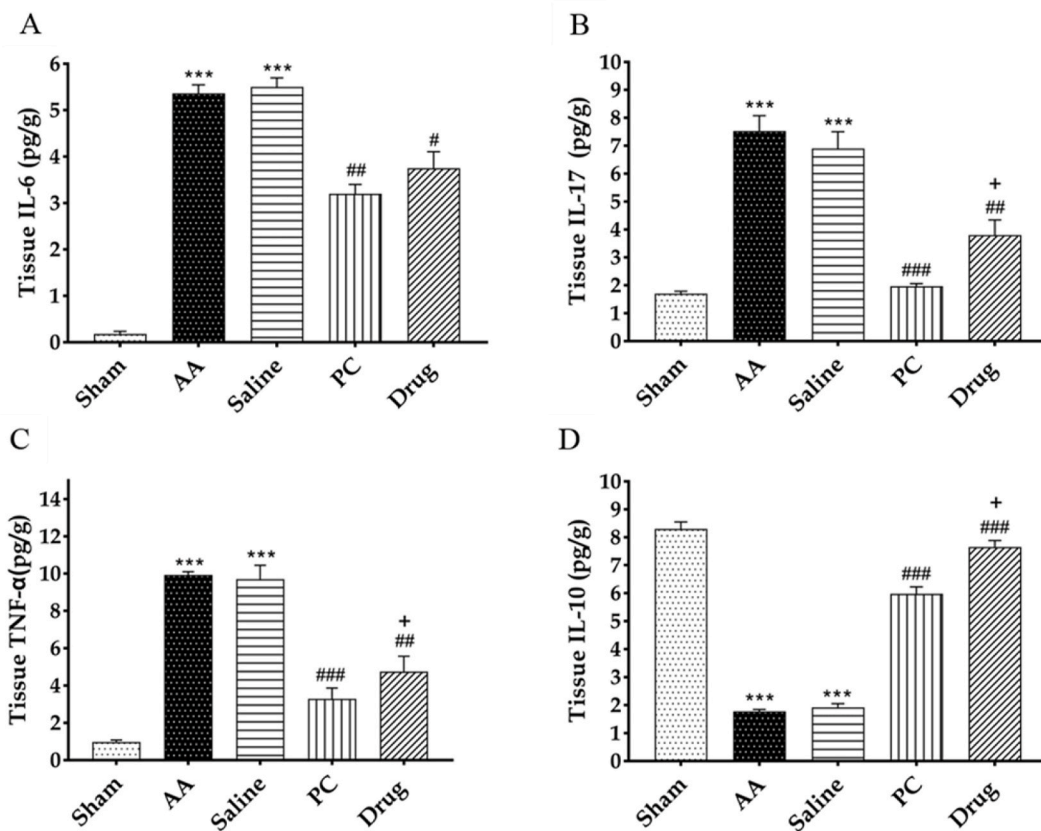 A
Tissue IL-6 (pg/g)
6
5
4
3
2
1
0
***
***
##
#
Sham
AA
Saline
PC
Drug
B
Tissue IL-17 (pg/g)
10
9
8
7
6
5
4
3
2
1
0
***
***
###
+
##
Sham
AA
Saline
PC
Drug
C
Tissue TNF-α(pg/g)
14
12
10
8
6
4
2
0
***
***
###
+
##
Sham
AA
Saline
PC
Drug
D
Tissue IL-10 (pg/g)
10
9
8
7
6
5
4
3
2
1
0
***
***
###
+
###
Sham
AA
Saline
PC
Drug